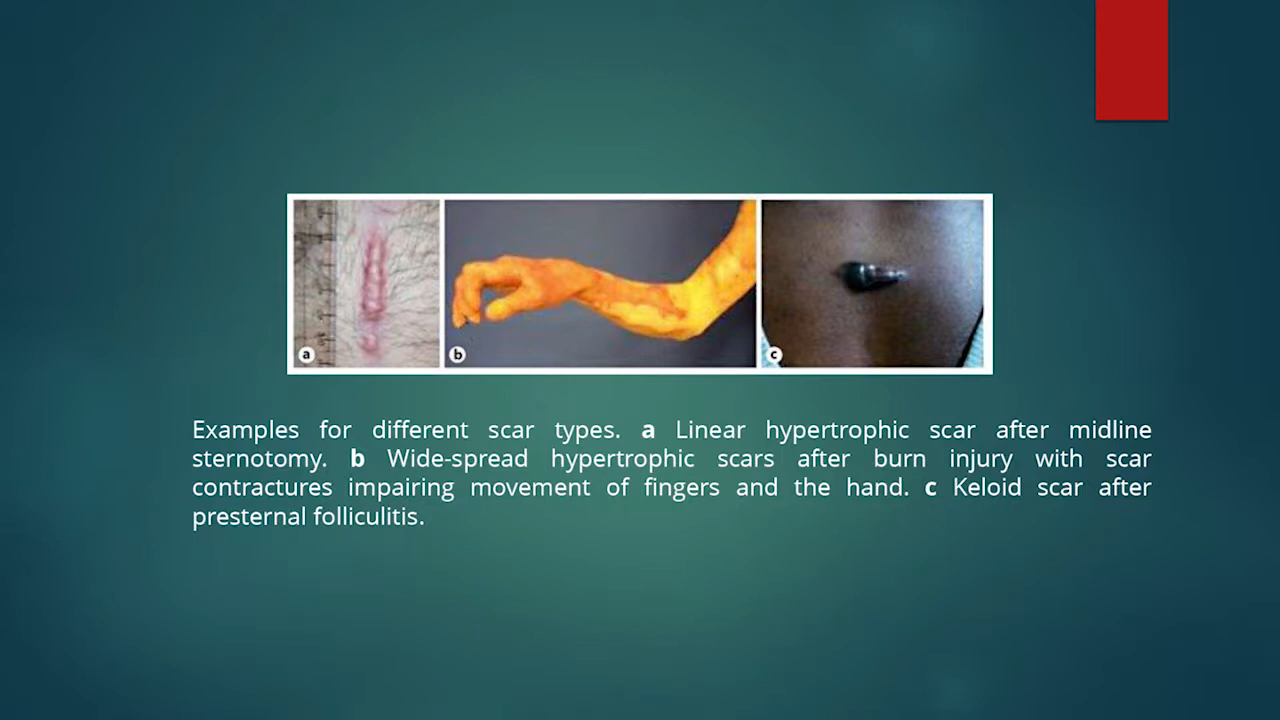 a
b
c
Examples for different scar types. a Linear hypertrophic scar after midline
sternotomy. b Wide-spread hypertrophic scars after burn injury with scar
contractures impairing movement of fingers and the hand. c Keloid scar after
presternal folliculitis.